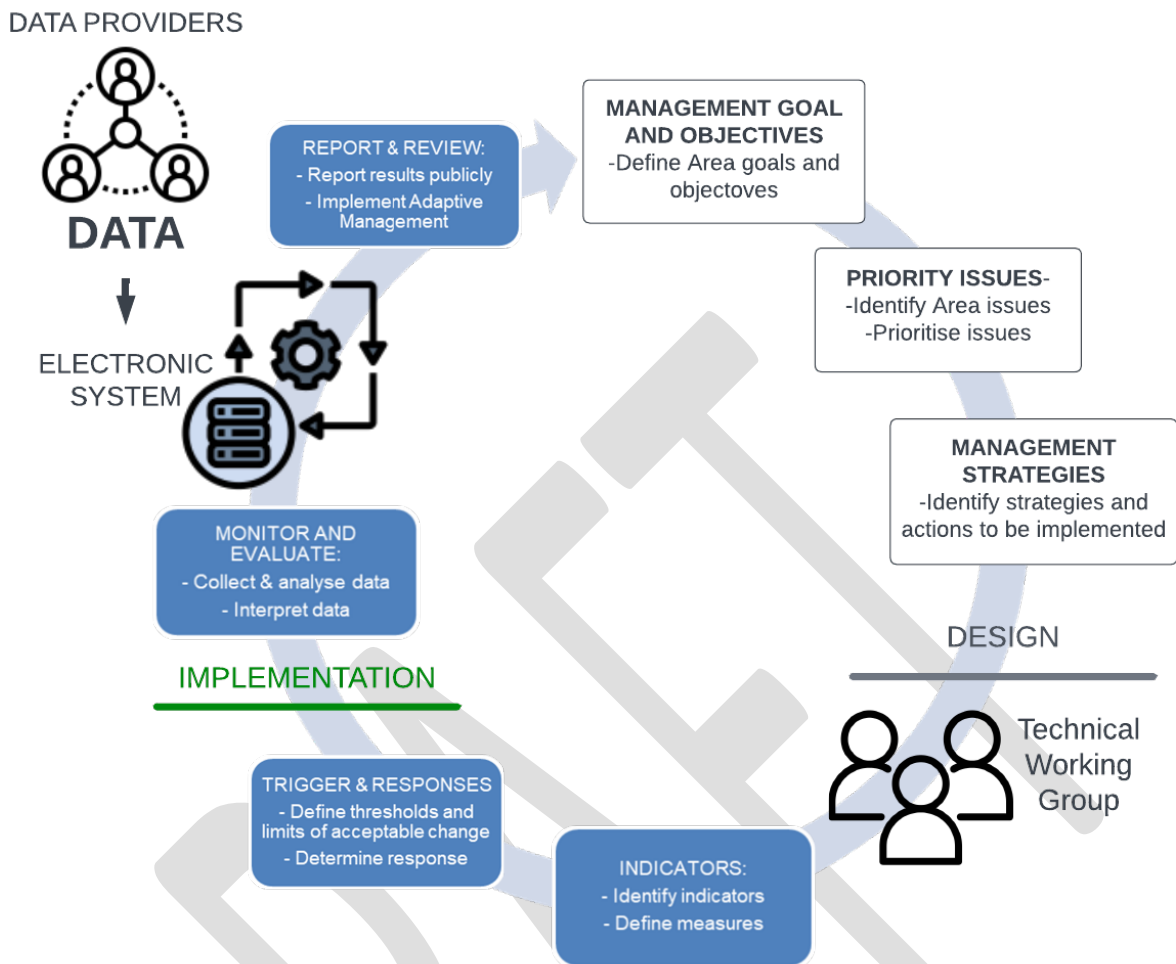 DATA PROVIDERS
DATA
ELECTRONIC
SYSTEM
REPORT & REVIEW:
- Report results publicly
- Implement Adaptive
Management
MANAGEMENT GOAL
AND OBJECTIVES
-Define Area goals and
objectoves
PRIORITY ISSUES-
-Identify Area issues
-Prioritise issues
MANAGEMENT
STRATEGIES
-Identify strategies and
actions to be implemented
DESIGN
Technical
Working
Group
INDICATORS:
- Identify indicators
- Define measures
TRIGGER & RESPONSES
- Define thresholds and
limits of acceptable change
- Determine response
IMPLEMENTATION
MONITOR AND
EVALUATE:
- Collect & analyse data
- Interpret data
DRAFT